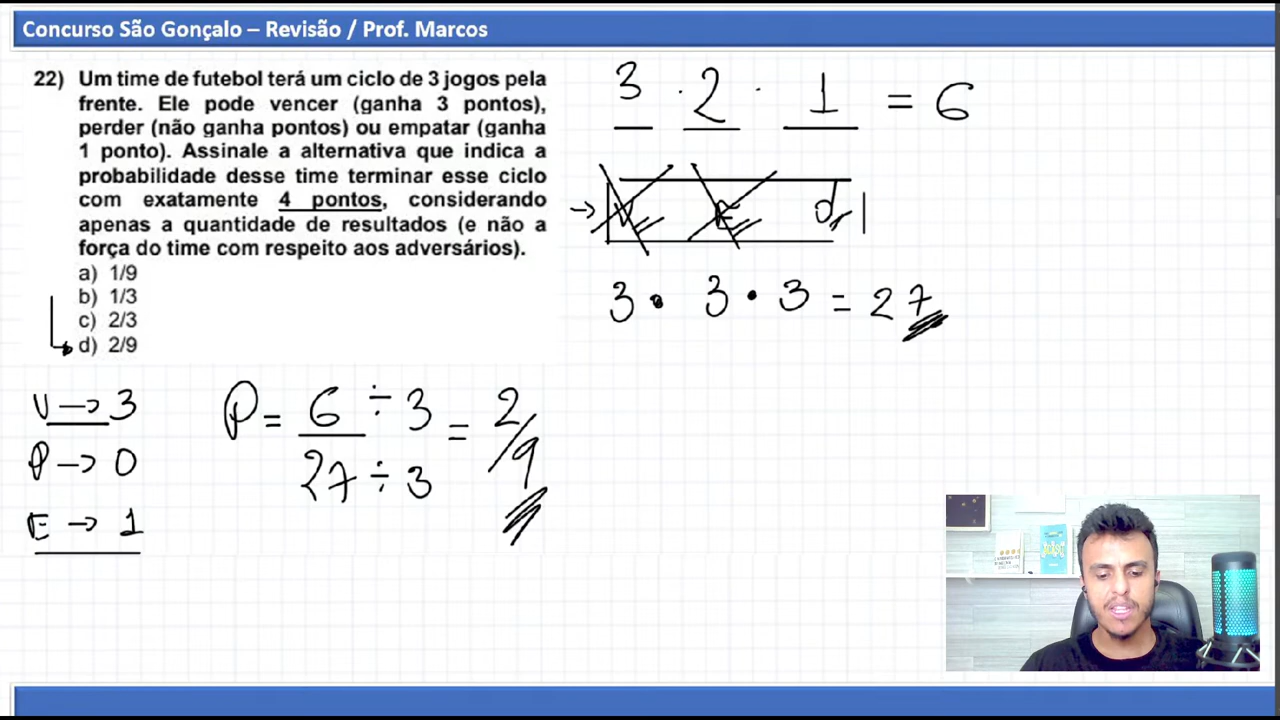 Concurso São Gonçalo – Revisão / Prof. Marcos
22) Um time de futebol terá um ciclo de 3 jogos pela
frente. Ele pode vencer (ganha 3 pontos),
perder (não ganha pontos) ou empatar (ganha
1 ponto). Assinale a alternativa que indica a
probabilidade desse time terminar esse ciclo
com exatamente 4 pontos, considerando
apenas a quantidade de resultados (e não a
força do time com respeito aos adversários).
a) 1/9
b) 1/3
c) 2/3
d) 2/9
3 · 2 · 1 = 6
→ V E d
3 · 3 · 3 = 27
V → 3
P → 0
E → 1
P = 6 ÷ 3 = 2
27 ÷ 3 /9